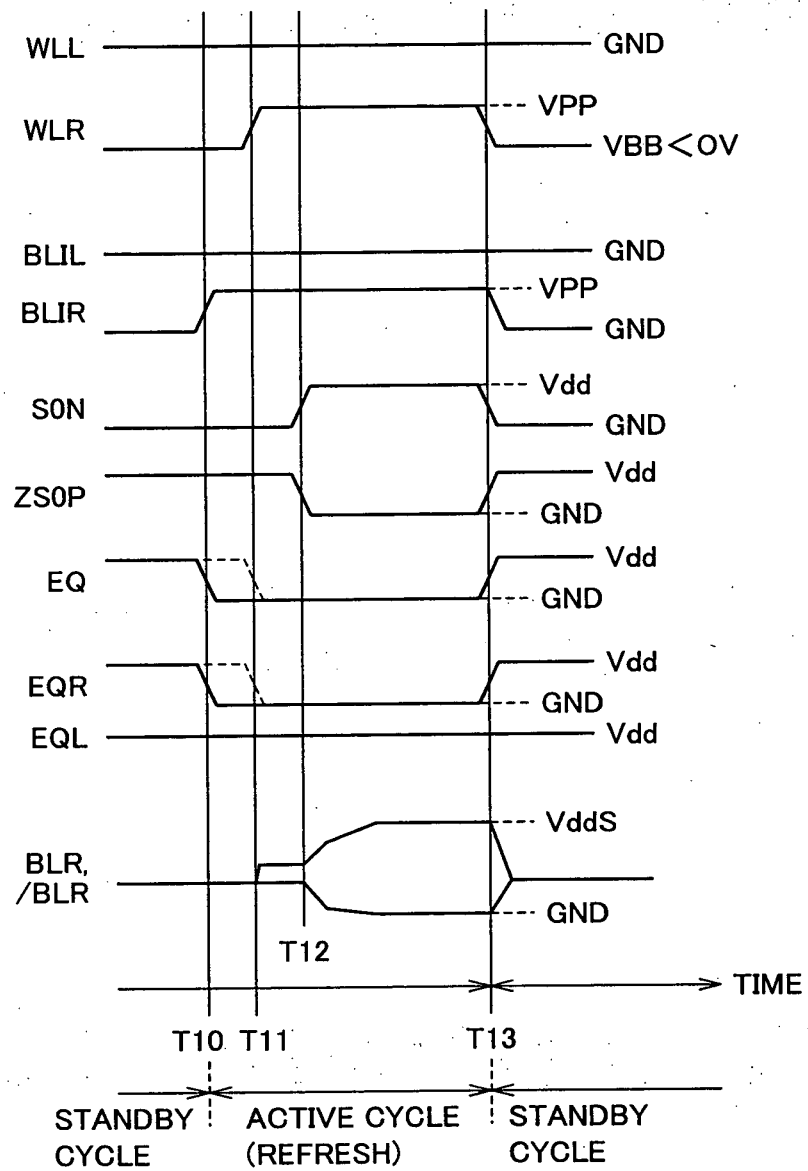 WLL GND
WLR VPP
VBB<0V
BLIL GND
BLIR VPP
GND
S0N Vdd
GND
ZS0P Vdd
GND
EQ Vdd
GND
EQR Vdd
GND
EQL Vdd
BLR, /BLR VddS
GND
T12
TIME
T10 T11 T13
STANDBY CYCLE
ACTIVE CYCLE (REFRESH)
STANDBY CYCLE